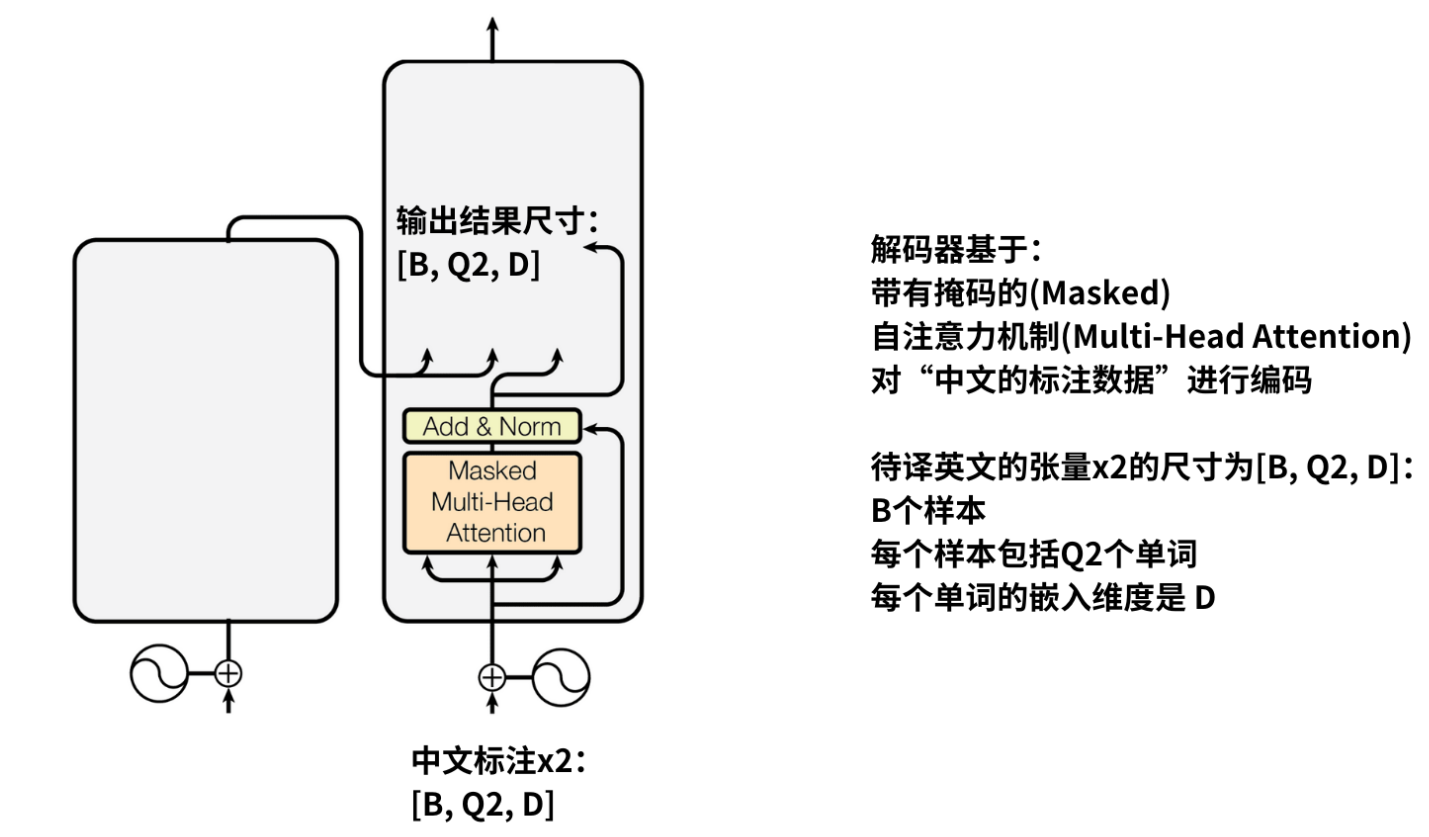 输出结果尺寸：
[B, Q2, D]
Add & Norm
Masked
Multi-Head
Attention
中文标注x2：
[B, Q2, D]
解码器基于：
带有掩码的(Masked)
自注意力机制(Multi-Head Attention)
对“中文的标注数据”进行编码
待译英文的张量x2的尺寸为[B, Q2, D]：
B个样本
每个样本包括Q2个单词
每个单词的嵌入维度是 D